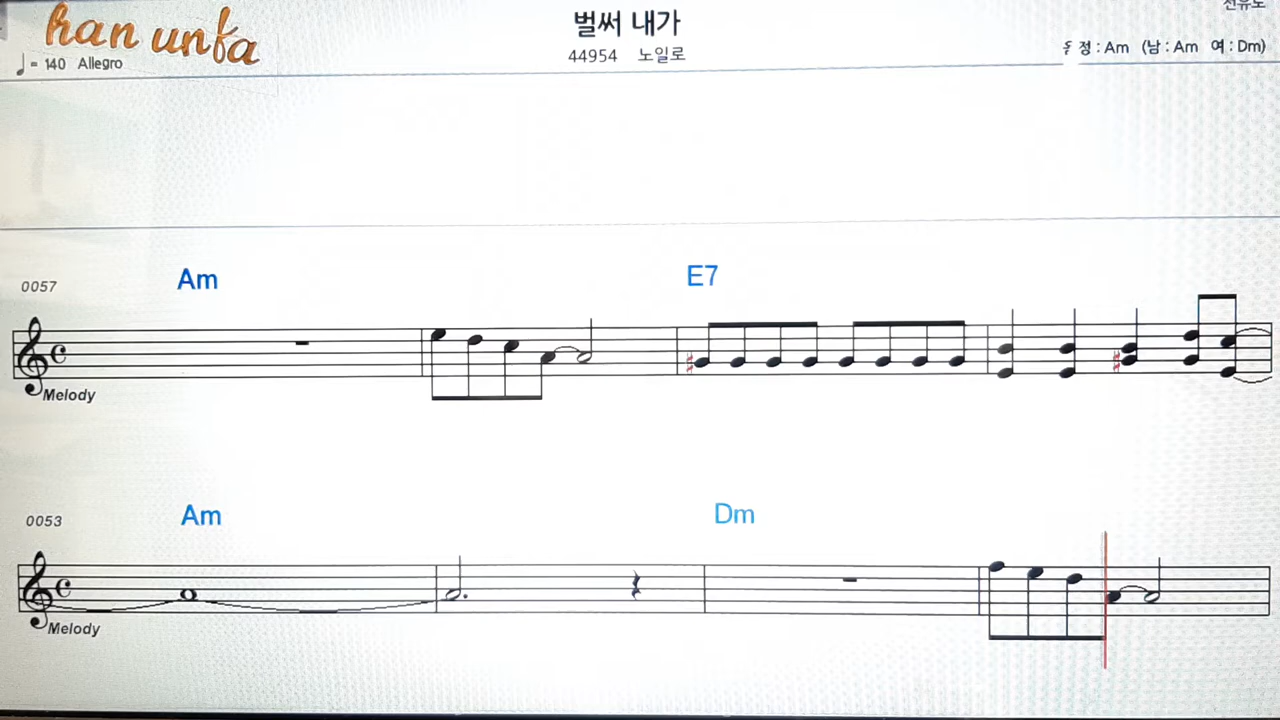 han unfa
벌써 내가
♩= 140 Allegro
44954 노일로
정 : Am (남 : Am 여 : Dm)
0057
Am
E7
Melody
0053
Am
Dm
Melody